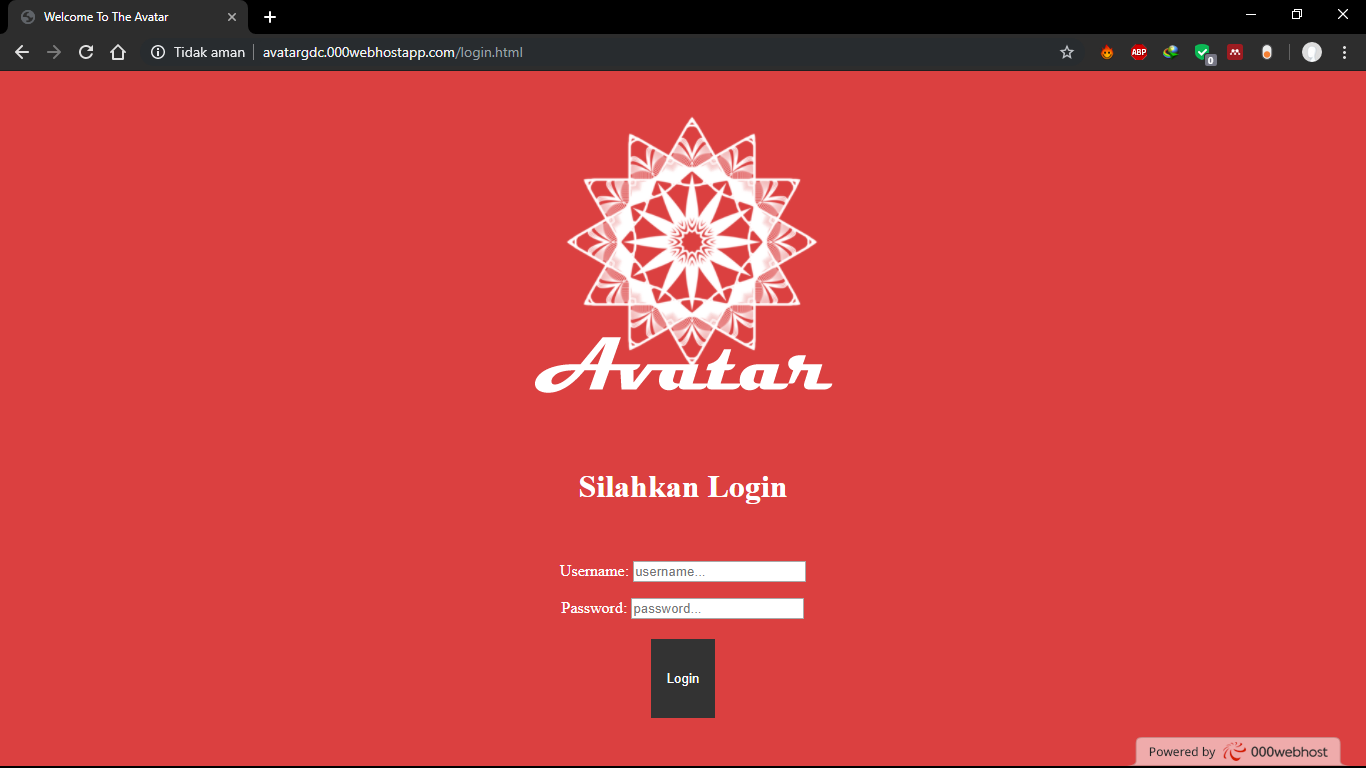 Welcome To The Avatar
Tidak aman avatargdc.000webhostapp.com/login.html
ABP
0
Avatar
Silahkan Login
Username: username...
Password: password...
Login
Powered by 000webhost